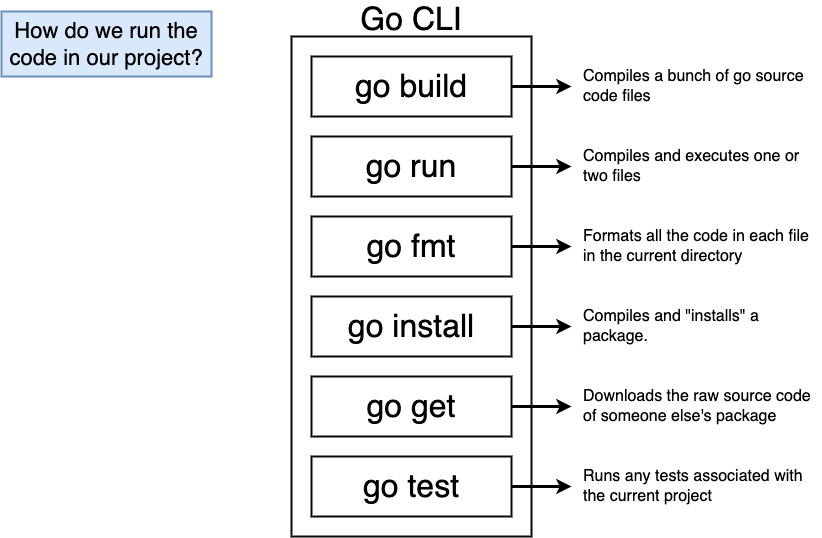 How do we run the
code in our project?
Go CLI
go build
Compiles a bunch of go source
code files
go run
Compiles and executes one or
two files
go fmt
Formats all the code in each file
in the current directory
go install
Compiles and "installs" a
package.
go get
Downloads the raw source code
of someone else's package
go test
Runs any tests associated with
the current project